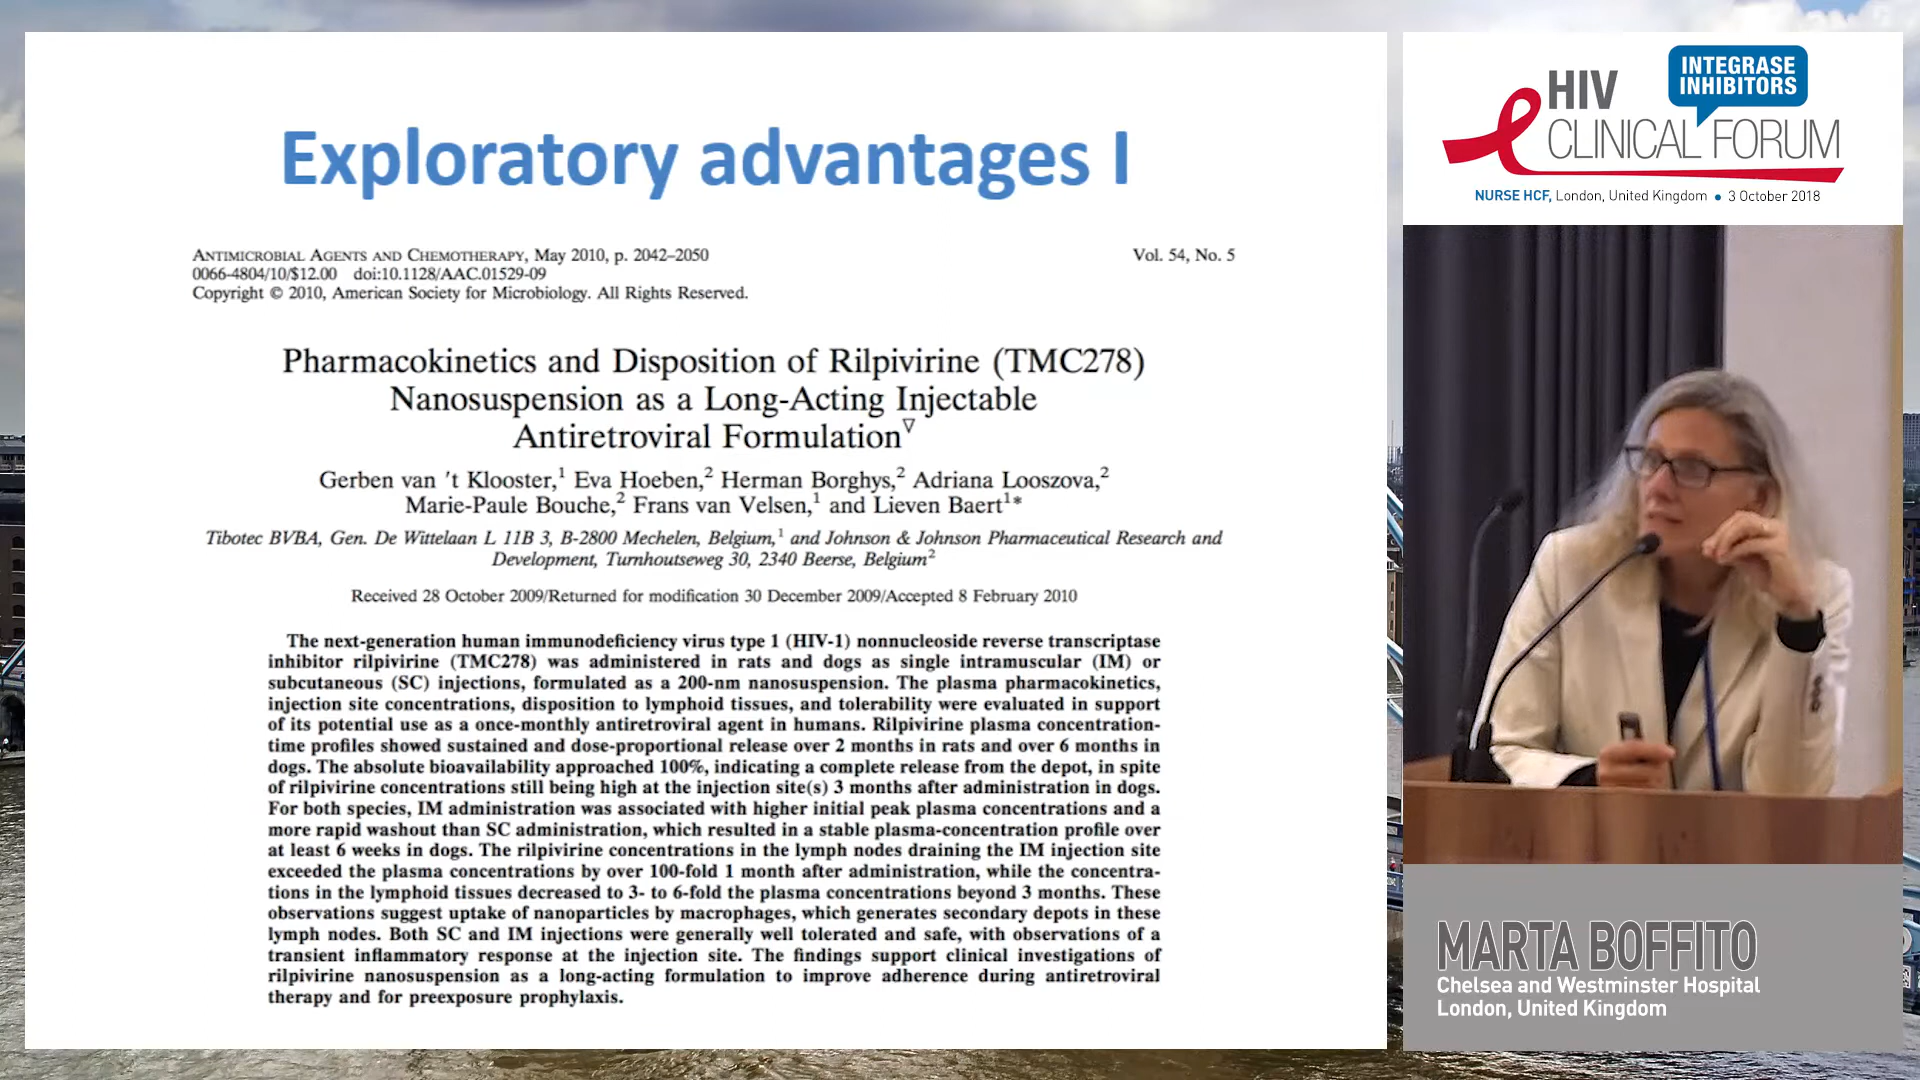 Exploratory advantages I
ANTIMICROBIAL AGENTS AND CHEMOTHERAPY, May 2010, p. 2042–2050
Vol. 54, No. 5
0066-4804/10/$12.00 doi:10.1128/AAC.01529-09
Copyright © 2010, American Society for Microbiology. All Rights Reserved.
Pharmacokinetics and Disposition of Rilpivirine (TMC278)
Nanosuspension as a Long-Acting Injectable
Antiretroviral Formulation▽
Gerben van 't Klooster,1 Eva Hoeben,2 Herman Borghys,2 Adriana Looszova,2
Marie-Paule Bouche,2 Frans van Velsen,1 and Lieven Baert1*
Tibotec BVBA, Gen. De Wittelaan L 11B 3, B-2800 Mechelen, Belgium,1 and Johnson & Johnson Pharmaceutical Research and
Development, Turnhoutseweg 30, 2340 Beerse, Belgium2
Received 28 October 2009/Returned for modification 30 December 2009/Accepted 8 February 2010
The next-generation human immunodeficiency virus type 1 (HIV-1) nonnucleoside reverse transcriptase
inhibitor rilpivirine (TMC278) was administered in rats and dogs as single intramuscular (IM) or
subcutaneous (SC) injections, formulated as a 200-nm nanosuspension. The plasma pharmacokinetics,
injection site concentrations, disposition to lymphoid tissues, and tolerability were evaluated in support
of its potential use as a once-monthly antiretroviral agent in humans. Rilpivirine plasma concentration-
time profiles showed sustained and dose-proportional release over 2 months in rats and over 6 months in
dogs. The absolute bioavailability approached 100%, indicating a complete release from the depot, in spite
of rilpivirine concentrations still being high at the injection site(s) 3 months after administration in dogs.
For both species, IM administration was associated with higher initial peak plasma concentrations and a
more rapid washout than SC administration, which resulted in a stable plasma-concentration profile over
at least 6 weeks in dogs. The rilpivirine concentrations in the lymph nodes draining the IM injection site
exceeded the plasma concentrations by over 100-fold 1 month after administration, while the concentra-
tions in the lymphoid tissues decreased to 3- to 6-fold the plasma concentrations beyond 3 months. These
observations suggest uptake of nanoparticles by macrophages, which generates secondary depots in these
lymph nodes. Both SC and IM injections were generally well tolerated and safe, with observations of a
transient inflammatory response at the injection site. The findings support clinical investigations of
rilpivirine nanosuspension as a long-acting formulation to improve adherence during antiretroviral
therapy and for preexposure prophylaxis.
INTEGRASE
INHIBITORS
HIV
CLINICAL FORUM
NURSE HCF, London, United Kingdom • 3 October 2018
MARTA BOFFITO
Chelsea and Westminster Hospital
London, United Kingdom